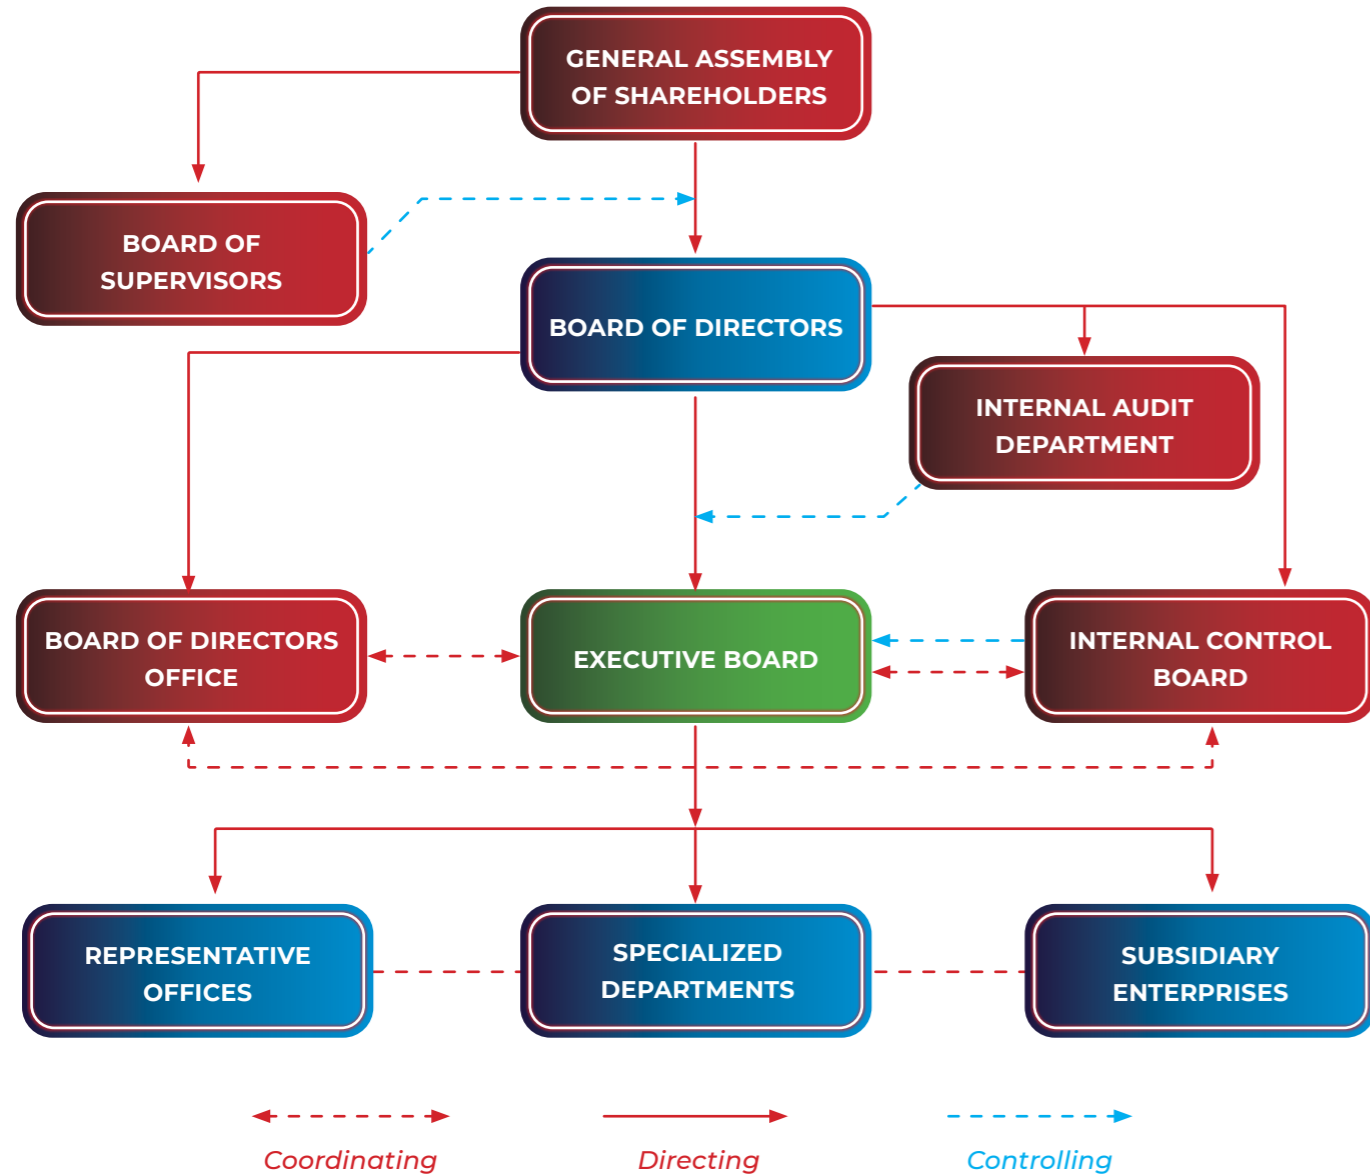 GENERAL ASSEMBLY
OF SHAREHOLDERS
BOARD OF
SUPERVISORS
BOARD OF DIRECTORS
INTERNAL AUDIT
DEPARTMENT
BOARD OF DIRECTORS
OFFICE
EXECUTIVE BOARD
INTERNAL CONTROL
BOARD
REPRESENTATIVE
OFFICES
SPECIALIZED
DEPARTMENTS
SUBSIDIARY
ENTERPRISES
Coordinating
Directing
Controlling